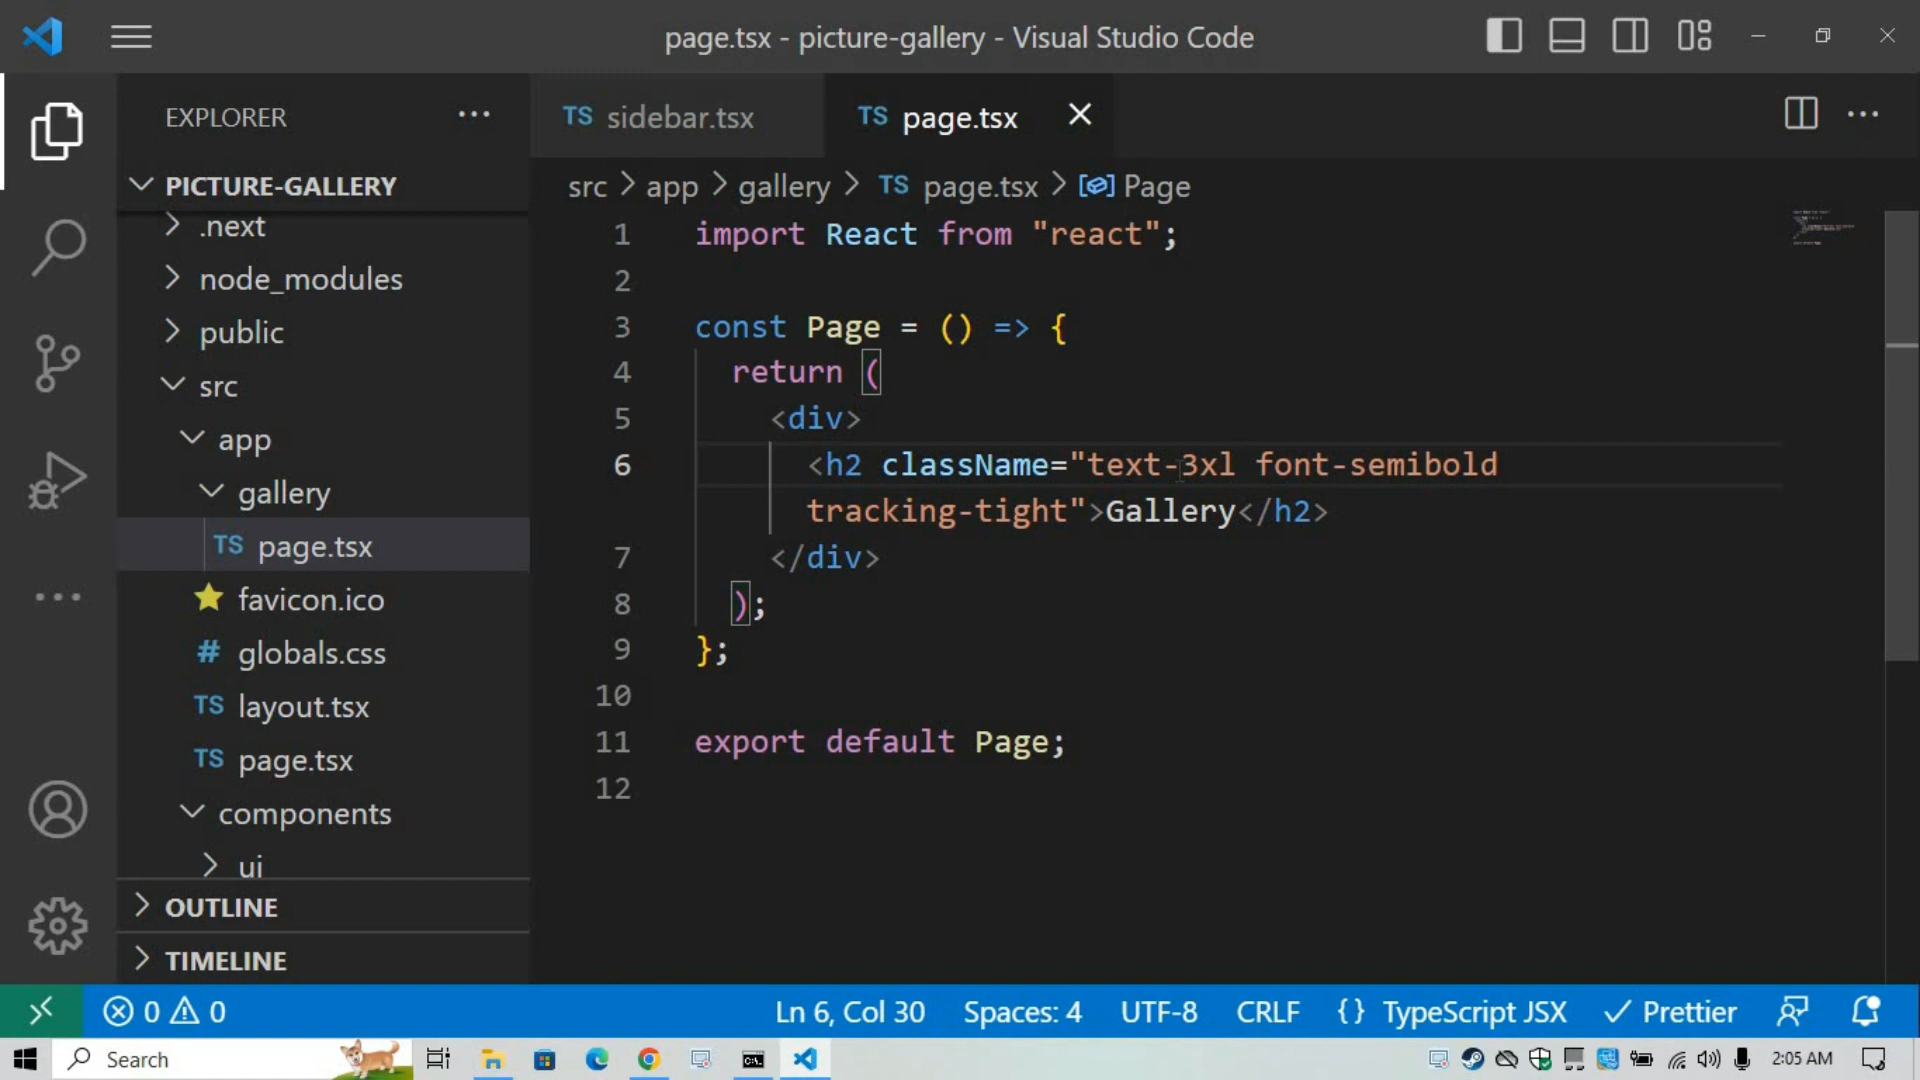 page.tsx - picture-gallery - Visual Studio Code
EXPLORER
PICTURE-GALLERY
.next
node_modules
public
src
app
gallery
TS page.tsx
favicon.ico
# globals.css
TS layout.tsx
TS page.tsx
components
ui
OUTLINE
TIMELINE
TS sidebar.tsx
TS page.tsx
src > app > gallery > TS page.tsx > Page
1 import React from "react";
2
3 const Page = () => {
4 return (
5 <div>
6 <h2 className="text-3xl font-semibold
tracking-tight">Gallery</h2>
7 </div>
8 );
9 };
10
11 export default Page;
12
0 0
Ln 6, Col 30
Spaces: 4
UTF-8
CRLF
{ } TypeScript JSX
Prettier
Search
2:05 AM